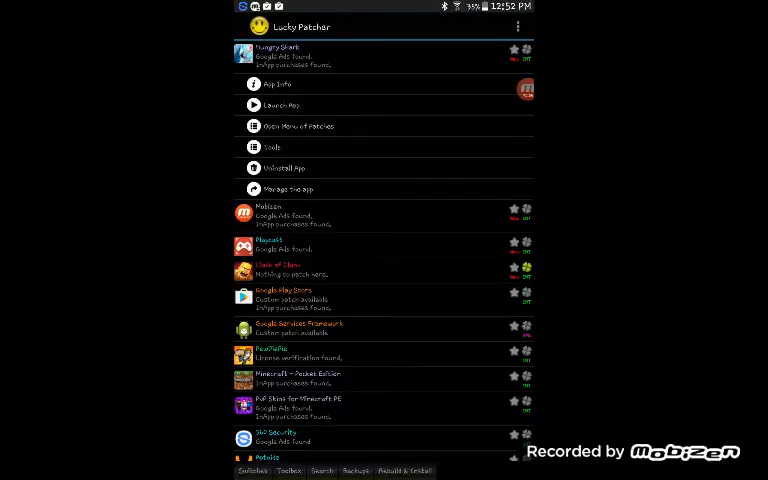 35% 12:52 PM
Lucky Patcher
Hungry Shark
Google Ads found.
InApp purchases found.
App Info
Launch App
Open Menu of Patches
Tools
Uninstall App
Manage the app
Mobizen
Google Ads found.
InApp purchases found.
Playcast
Google Ads found.
Clash of Clans
Nothing to patch here.
Google Play Store
Custom patch available
InApp purchases found.
Google Services Framework
Custom patch available
PewDiePie
License verification found.
Minecraft - Pocket Edition
InApp purchases found.
PvP Skins for Minecraft PE
Google Ads found.
InApp purchases found.
360 Security
Google Ads found.
Aptoide
Switches Toolbox Search Backups Rebuild & Install
Recorded by mobizen